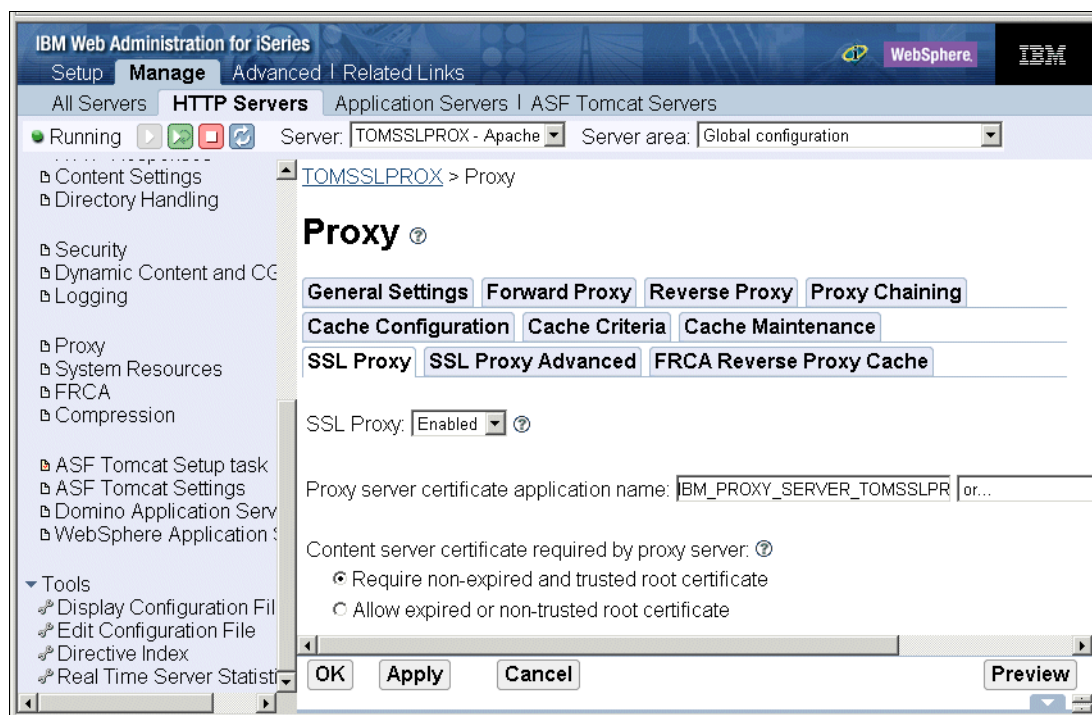 IBM Web Administration for iSeries
WebSphere.
IBM
Setup Manage Advanced | Related Links
All Servers HTTP Servers Application Servers | ASF Tomcat Servers
Running Server: TOMSSLPROX - Apache Server area: Global configuration
Content Settings
Directory Handling
Security
Dynamic Content and CG
Logging
Proxy
System Resources
FRCA
Compression
ASF Tomcat Setup task
ASF Tomcat Settings
Domino Application Serv
WebSphere Application
Tools
Display Configuration Fil
Edit Configuration File
Directive Index
Real Time Server Statisti
TOMSSLPROX > Proxy
Proxy
General Settings Forward Proxy Reverse Proxy Proxy Chaining
Cache Configuration Cache Criteria Cache Maintenance
SSL Proxy SSL Proxy Advanced FRCA Reverse Proxy Cache
SSL Proxy: Enabled
Proxy server certificate application name: IBM_PROXY_SERVER_TOMSSLPR or...
Content server certificate required by proxy server:
Require non-expired and trusted root certificate
Allow expired or non-trusted root certificate
OK Apply Cancel Preview